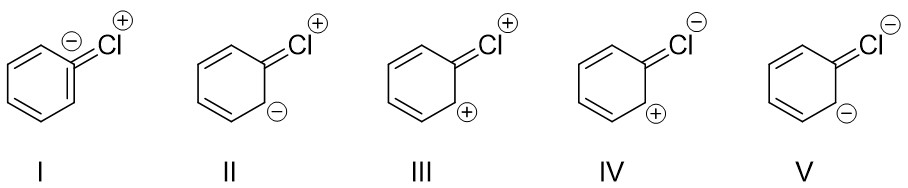 ⊖ Cl ⊕ Cl ⊕ ⊖ Cl ⊕ ⊕ Cl ⊖ ⊕ Cl ⊖ ⊖
I II III IV V